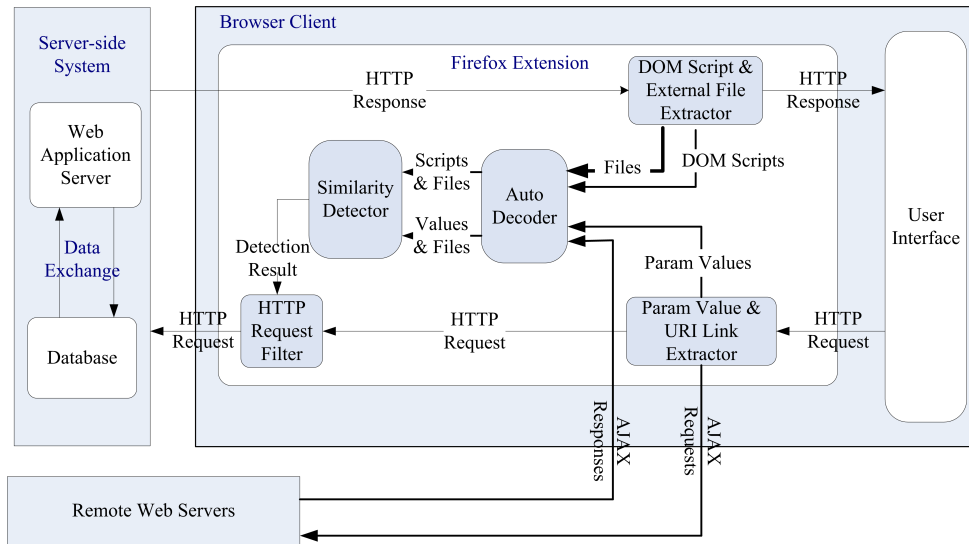 Browser Client
Server-side
System
Firefox Extension
Web
Application
Server
Data
Exchange
Database
HTTP
Response
DOM Script &
External File
Extractor
HTTP
Response
Files
DOM Scripts
Scripts
& Files
Values
& Files
Similarity
Detector
Auto
Decoder
Detection
Result
Param Values
User
Interface
HTTP
Request
HTTP
Request
Filter
HTTP
Request
Param Value &
URI Link
Extractor
HTTP
Request
AJAX
Responses
AJAX
Requests
Remote Web Servers